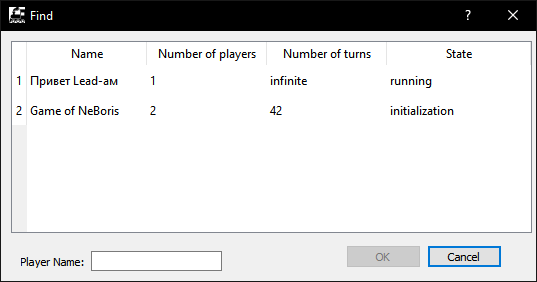 Find
Name Number of players Number of turns State
1 Привет Lead-ам 1 infinite running
2 Game of NeBoris 2 42 initialization
Player Name: OK Cancel